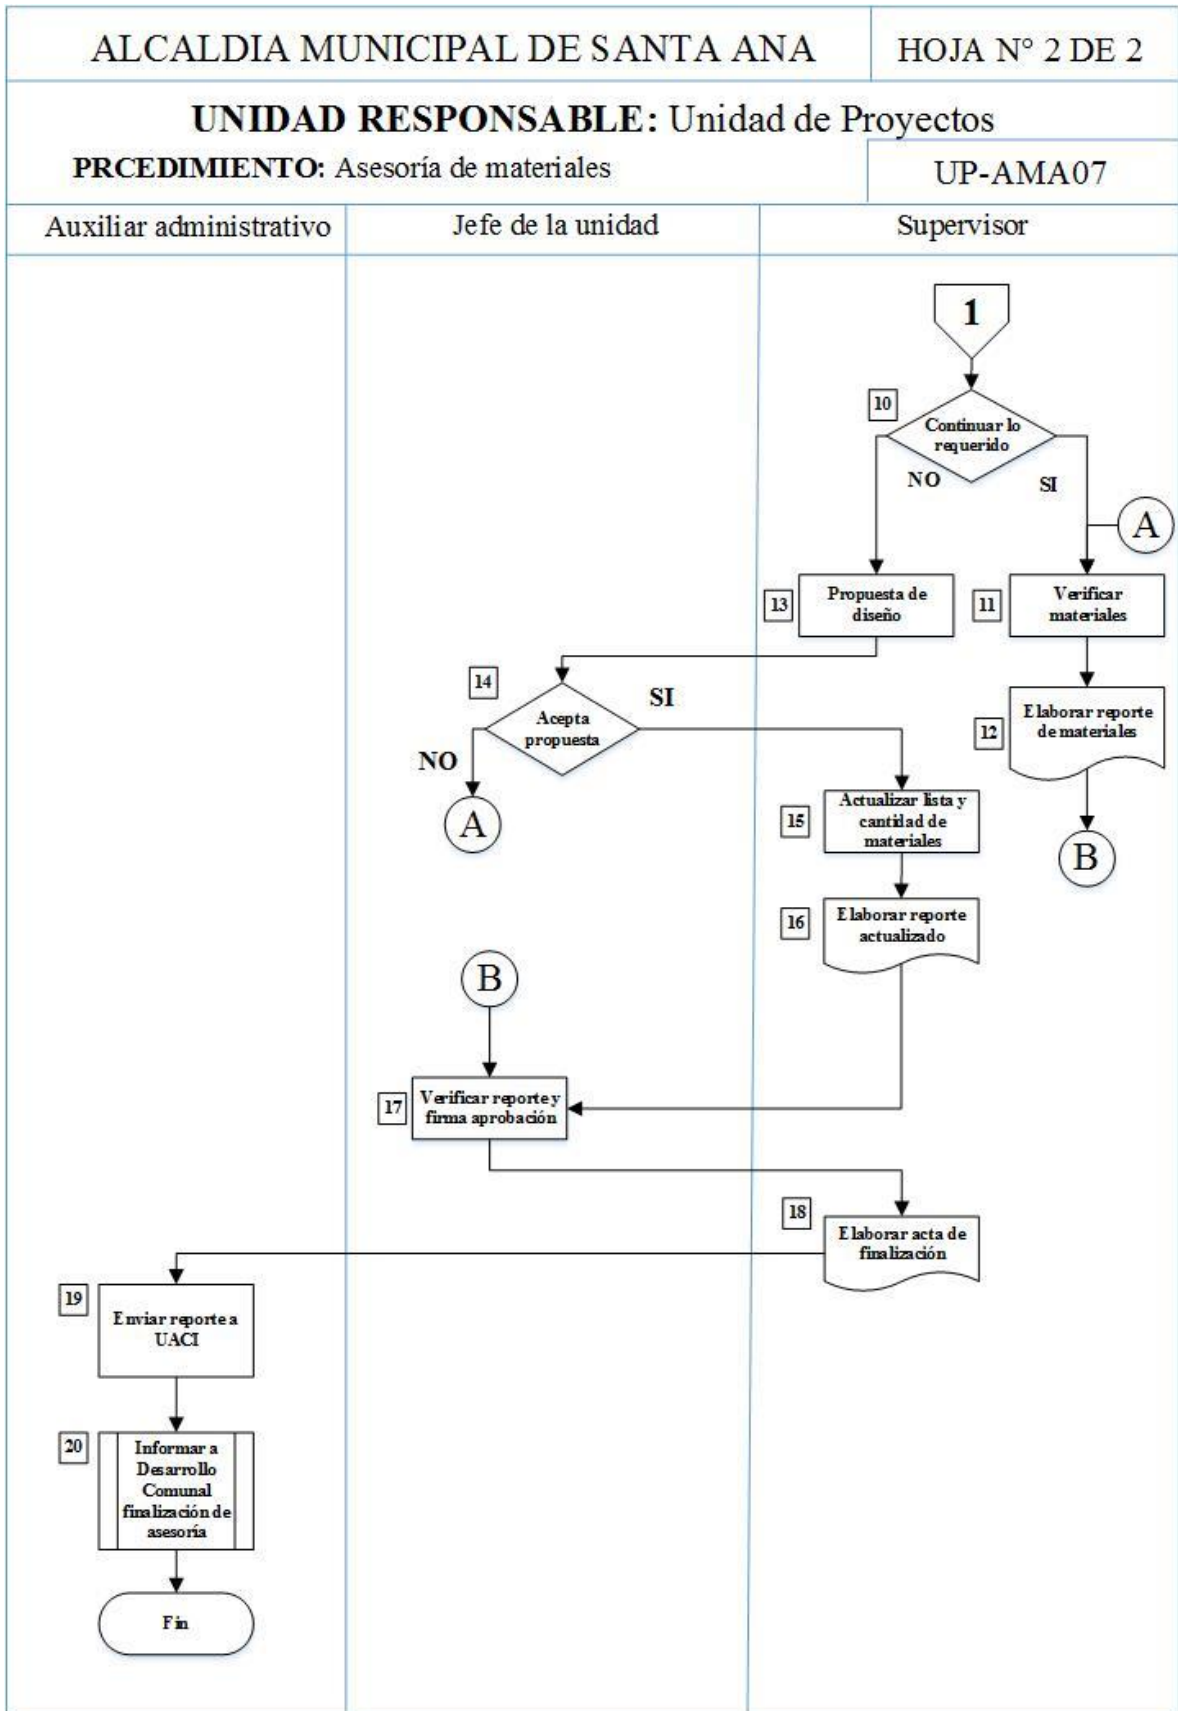 ALCALDIA MUNICIPAL DE SANTA ANA
HOJA N° 2 DE 2
UNIDAD RESPONSABLE: Unidad de Proyectos
PRCEDIMIENTO: Asesoría de materiales
UP-AMA07
Auxiliar administrativo
Jefe de la unidad
Supervisor
1
10
Continuar lo
requerido
NO
SI
A
13
Propuesta de
diseño
11
Verificar
materiales
14
Acepta
propuesta
SI
NO
A
12
Elaborar reporte
de materiales
15
Actualizar lista y
cantidad de
materiales
B
16
Elaborar reporte
actualizado
B
17
Verificar reporte y
firma aprobación
18
Elaborar acta de
finalización
19
Enviar reporte a
UACI
20
Informar a
Desarrollo
Comunal
finalización de
asesoría
Fin